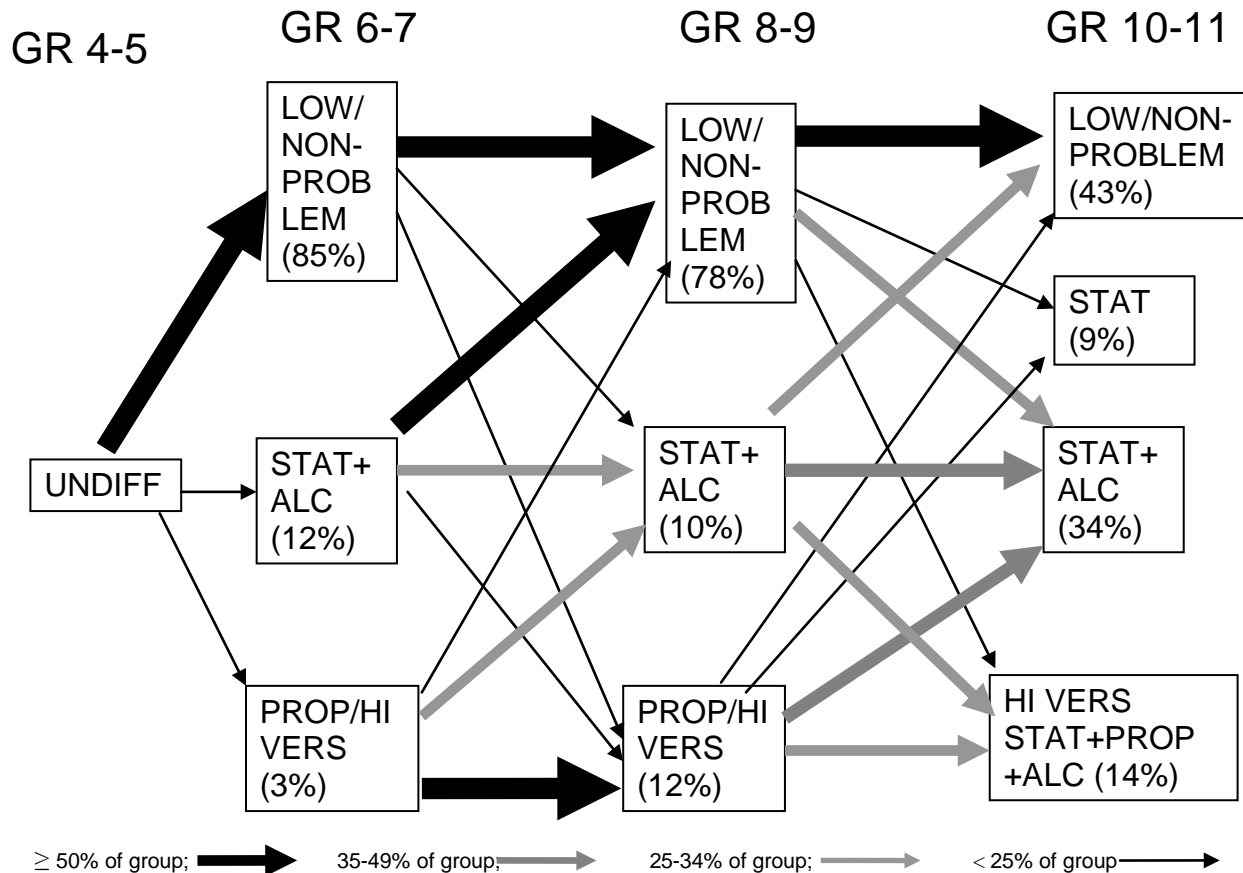 GR 4-5
GR 6-7
GR 8-9
GR 10-11
LOW/
NON-
PROB
LEM
(85%)
LOW/
NON-
PROB
LEM
(78%)
LOW/NON-
PROBLEM
(43%)
STAT
(9%)
UNDIFF
STAT+
ALC
(12%)
STAT+
ALC
(10%)
STAT+
ALC
(34%)
PROP/HI
VERS
(3%)
PROP/HI
VERS
(12%)
HI VERS
STAT+PROP
+ALC (14%)
≥ 50% of group;
35-49% of group;
25-34% of group;
< 25% of group